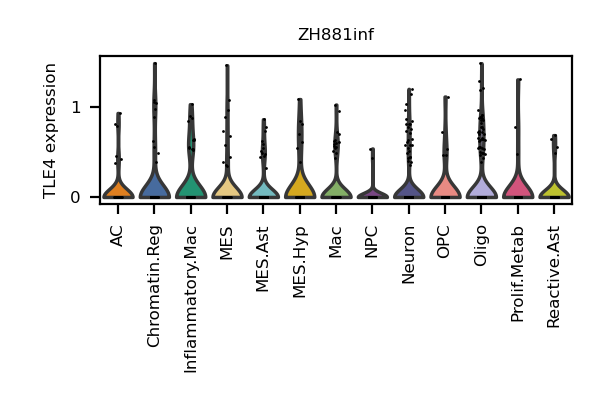 ZH881inf
TLE4 expression
1
0
AC
Chromatin.Reg
Inflammatory.Mac
MES
MES.Ast
MES.Hyp
Mac
NPC
Neuron
OPC
Oligo
Prolif.Metab
Reactive.Ast